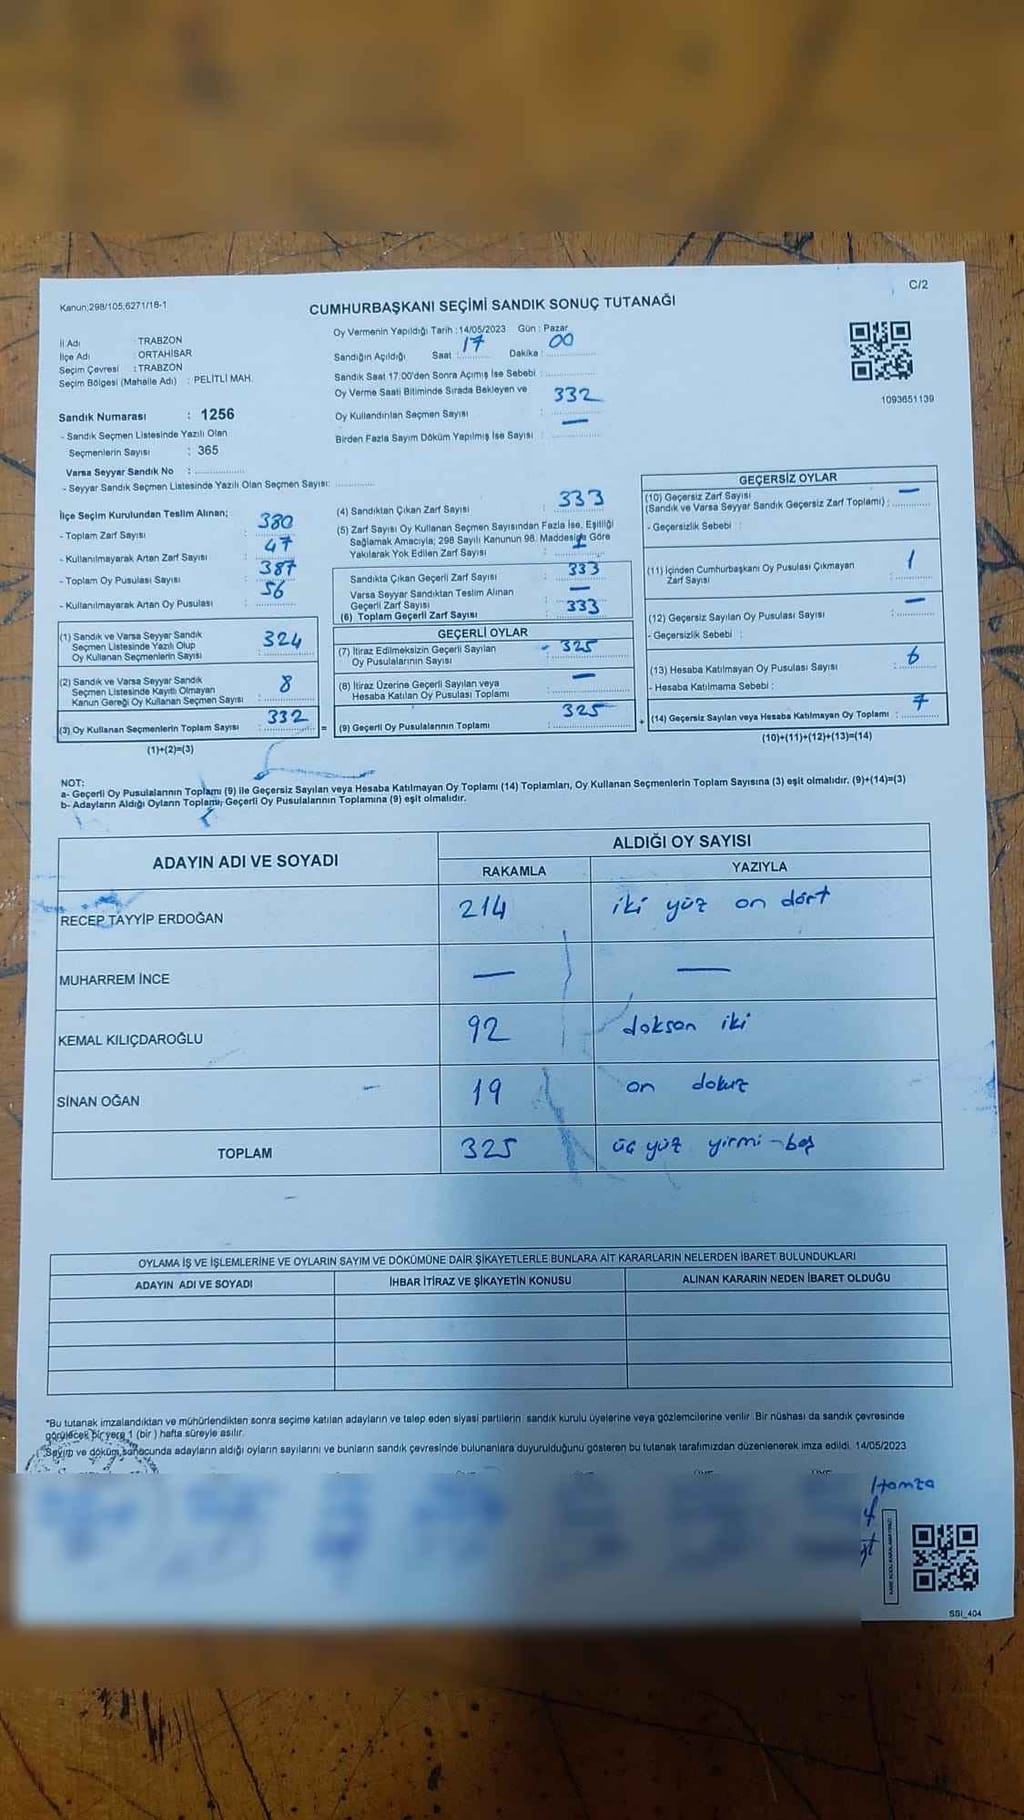 C/2
Kanun:298/105,6271/18-1
CUMHURBAŞKANI SEÇİMİ SANDIK SONUÇ TUTANAĞI
İl Adı : TRABZON
İlçe Adı : ORTAHİSAR
Seçim Çevresi : TRABZON
Seçim Bölgesi (Mahalle Adı) : PELİTLİ MAH.
Oy Vermenin Yapıldığı Tarih :14/05/2023 Gün : Pazar
Sandığın Açıldığı Saat : 17 Dakika : 00
Sandık Saat 17:00'den Sonra Açımış İse Sebebi :
Oy Verme Saati Bitiminde Sırada Bekleyen ve
Oy Kullandırılan Seçmen Sayısı : 332
Birden Fazla Sayım Döküm Yapılmış İse Sayısı : —
1093651139
Sandık Numarası : 1256
- Sandık Seçmen Listesinde Yazılı Olan
Seçmenlerin Sayısı : 365
Varsa Seyyar Sandık No :
- Seyyar Sandık Seçmen Listesinde Yazılı Olan Seçmen Sayısı:
İlçe Seçim Kurulundan Teslim Alınan;
- Toplam Zarf Sayısı : 380
- Kullanılmayarak Artan Zarf Sayısı : 47
- Toplam Oy Pusulası Sayısı : 387
- Kullanılmayarak Artan Oy Pusulası : 56
(1) Sandık ve Varsa Seyyar Sandık
Seçmen Listesinde Yazılı Olup
Oy Kullanan Seçmenlerin Sayısı : 324
(2) Sandık ve Varsa Seyyar Sandık
Seçmen Listesinde Kayıtlı Olmayan
Kanun Gereği Oy Kullanan Seçmen Sayısı : 8
(3) Oy Kullanan Seçmenlerin Toplam Sayısı : 332
(1)+(2)=(3)
(4) Sandıktan Çıkan Zarf Sayısı : 333
(5) Zarf Sayısı Oy Kullanan Seçmen Sayısından Fazla İse, Eşitliği
Sağlamak Amacıyla; 298 Sayılı Kanunun 98. Maddesine Göre
Yakılarak Yok Edilen Zarf Sayısı : 1
Sandıkta Çıkan Geçerli Zarf Sayısı : 333
Varsa Seyyar Sandıktan Teslim Alınan
Geçerli Zarf Sayısı : —
(6) Toplam Geçerli Zarf Sayısı : 333
GEÇERLİ OYLAR
(7) İtiraz Edilmeksizin Geçerli Sayılan
Oy Pusulalarının Sayısı : 325
(8) İtiraz Üzerine Geçerli Sayılan veya
Hesaba Katılan Oy Pusulası Toplamı : —
= (9) Geçerli Oy Pusulalarının Toplamı : 325
GEÇERSİZ OYLAR
(10) Geçersiz Zarf Sayısı
(Sandık ve Varsa Seyyar Sandık Geçersiz Zarf Toplamı) : —
- Geçersizlik Sebebi :
(11) İçinden Cumhurbaşkanı Oy Pusulası Çıkmayan
Zarf Sayısı : 1
(12) Geçersiz Sayılan Oy Pusulası Sayısı : —
- Geçersizlik Sebebi :
(13) Hesaba Katılmayan Oy Pusulası Sayısı : 6
- Hesaba Katılmama Sebebi :
+ (14) Geçersiz Sayılan veya Hesaba Katılmayan Oy Toplamı : 7
(10)+(11)+(12)+(13)=(14)
NOT:
a- Geçerli Oy Pusulalarının Toplamı (9) ile Geçersiz Sayılan veya Hesaba Katılmayan Oy Toplamı (14) Toplamları, Oy Kullanan Seçmenlerin Toplam Sayısına (3) eşit olmalıdır. (9)+(14)=(3)
b- Adayların Aldığı Oyların Toplamı, Geçerli Oy Pusulalarının Toplamına (9) eşit olmalıdır.
ADAYIN ADI VE SOYADI
ALDIĞI OY SAYISI
RAKAMLA YAZIYLA
RECEP TAYYİP ERDOĞAN 214 iki yüz on dört
MUHARREM İNCE — —
KEMAL KILIÇDAROĞLU 92 doksan iki
SİNAN OĞAN 19 on dokuz
TOPLAM 325 üç yüz yirmi-beş
OYLAMA İŞ VE İŞLEMLERİNE VE OYLARIN SAYIM VE DÖKÜMÜNE DAİR ŞİKAYETLERLE BUNLARA AİT KARARLARIN NELERDEN İBARET BULUNDUKLARI
ADAYIN ADI VE SOYADI İHBAR İTİRAZ VE ŞİKAYETİN KONUSU ALINAN KARARIN NEDEN İBARET OLDUĞU
*Bu tutanak imzalandıktan ve mühürlendikten sonra seçime katılan adayların ve talep eden siyasi partilerin sandık kurulu üyelerine veya gözlemcilerine verilir. Bir nüshası da sandık çevresinde
görülecek bir yere 1 (bir ) hafta süreyle asılır.
Sayım ve döküm sonucunda adayların aldığı oyların sayılarını ve bunların sandık çevresinde bulunanlara duyurulduğunu gösteren bu tutanak tarafımızdan düzenlenerek imza edildi. 14/05/2023
Hamza
SSİ_404